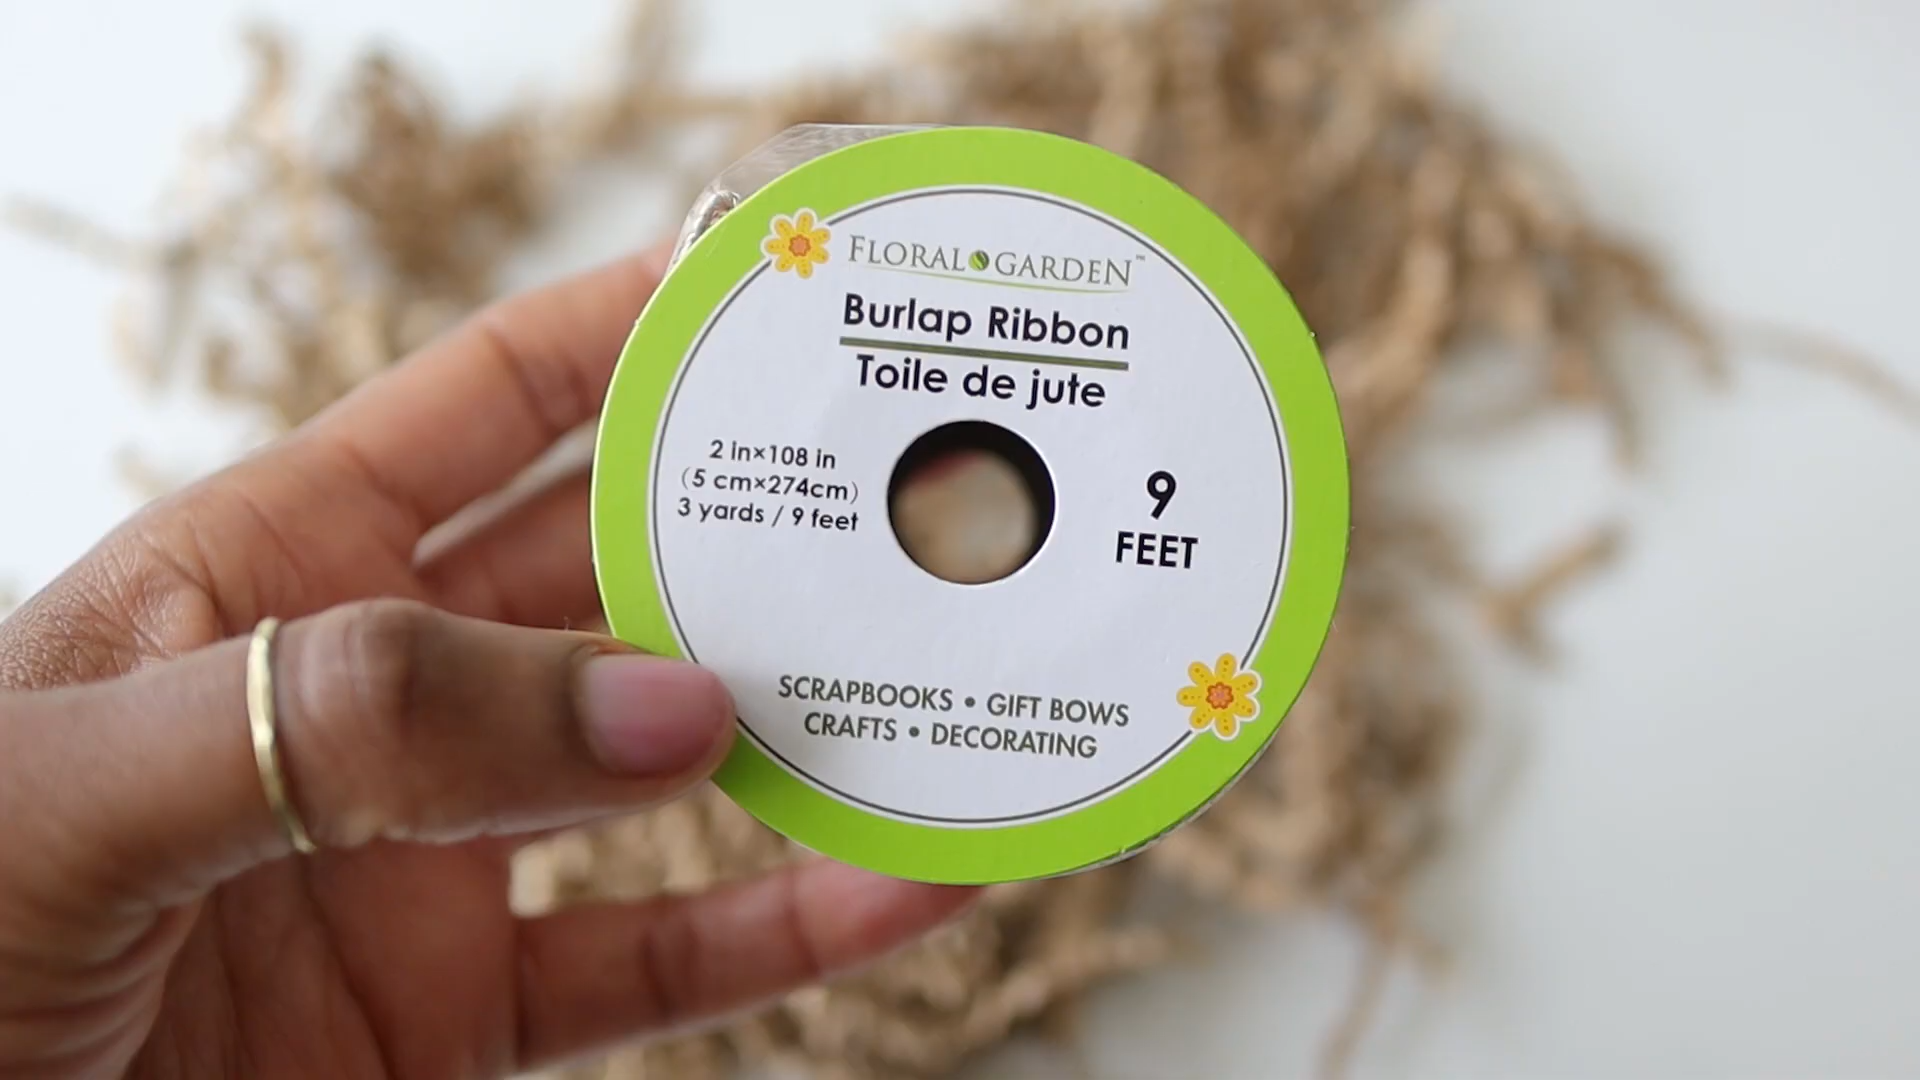 FLORAL GARDEN™
Burlap Ribbon
Toile de jute
2 in×108 in
(5 cm×274cm)
3 yards / 9 feet
9
FEET
SCRAPBOOKS • GIFT BOWS
CRAFTS • DECORATING